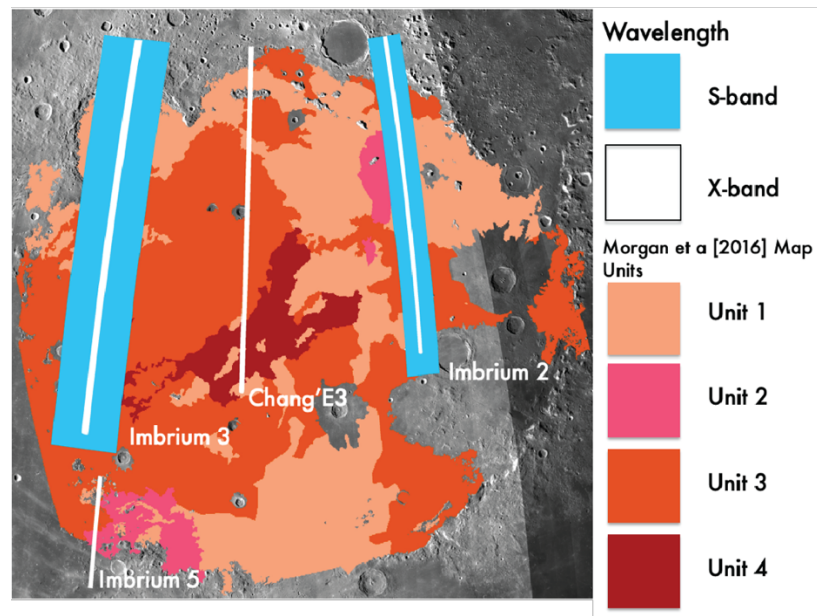 Wavelength
S-band
X-band
Morgan et a [2016] Map
Units
Unit 1
Unit 2
Unit 3
Unit 4
Imbrium 2
Chang'E3
Imbrium 3
Imbrium 5